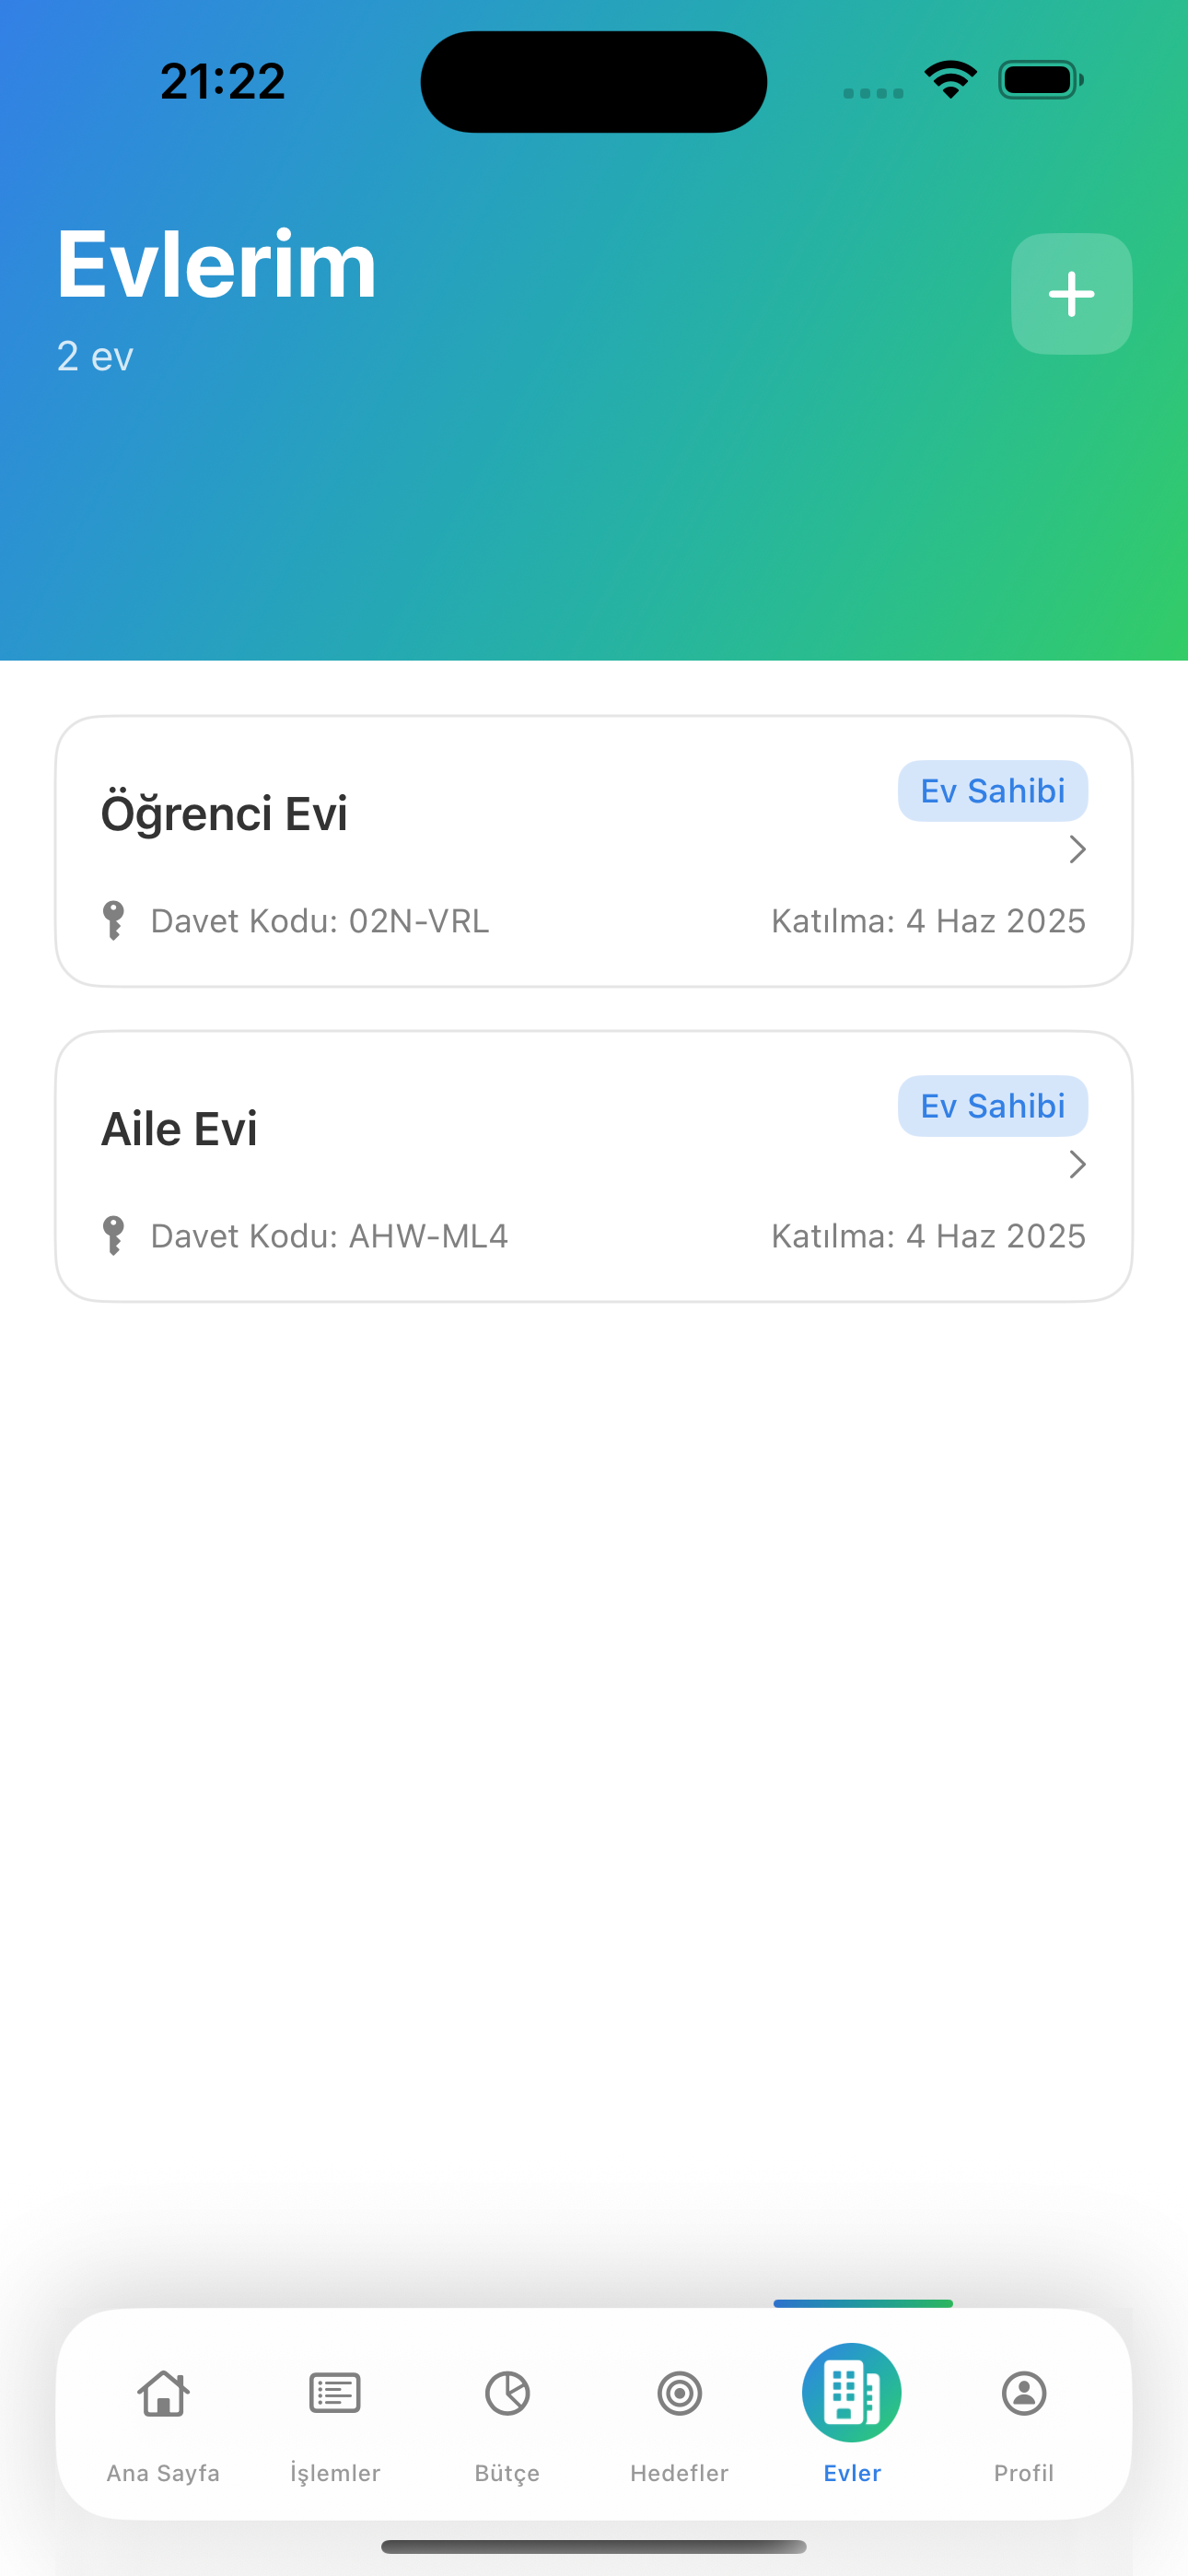 21:22
Evlerim
2 ev
Öğrenci Evi
Ev Sahibi
Davet Kodu: 02N-VRL
Katılma: 4 Haz 2025
Aile Evi
Ev Sahibi
Davet Kodu: AHW-ML4
Katılma: 4 Haz 2025
Ana Sayfa
İşlemler
Bütçe
Hedefler
Evler
Profil